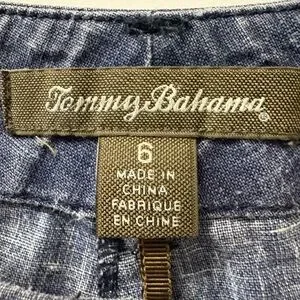 Tommy Bahama®
6
MADE IN
CHINA
FABRIQUE
EN CHINE